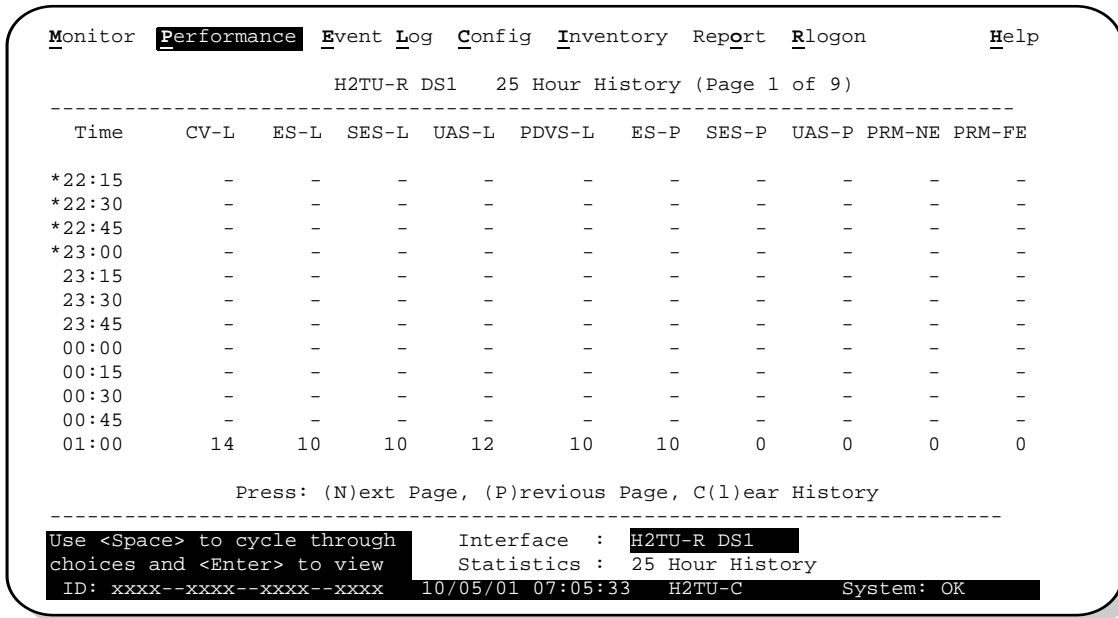 Monitor Performance Event Log Config Inventory Report Rlogon Help
H2TU-R DS1 25 Hour History (Page 1 of 9)
------------------------------------------------------------------------------
Time CV-L ES-L SES-L UAS-L PDVS-L ES-P SES-P UAS-P PRM-NE PRM-FE
*22:15 - - - - - - - - - -
*22:30 - - - - - - - - - -
*22:45 - - - - - - - - - -
*23:00 - - - - - - - - - -
23:15 - - - - - - - - - -
23:30 - - - - - - - - - -
23:45 - - - - - - - - - -
00:00 - - - - - - - - - -
00:15 - - - - - - - - - -
00:30 - - - - - - - - - -
00:45 - - - - - - - - - -
01:00 14 10 10 12 10 10 0 0 0 0
Press: (N)ext Page, (P)revious Page, C(l)ear History
-----------------------------------------------------------------------------
Use <Space> to cycle through Interface : H2TU-R DS1
choices and <Enter> to view Statistics : 25 Hour History
ID: xxxx--xxxx--xxxx--xxxx 10/05/01 07:05:33 H2TU-C System: OK